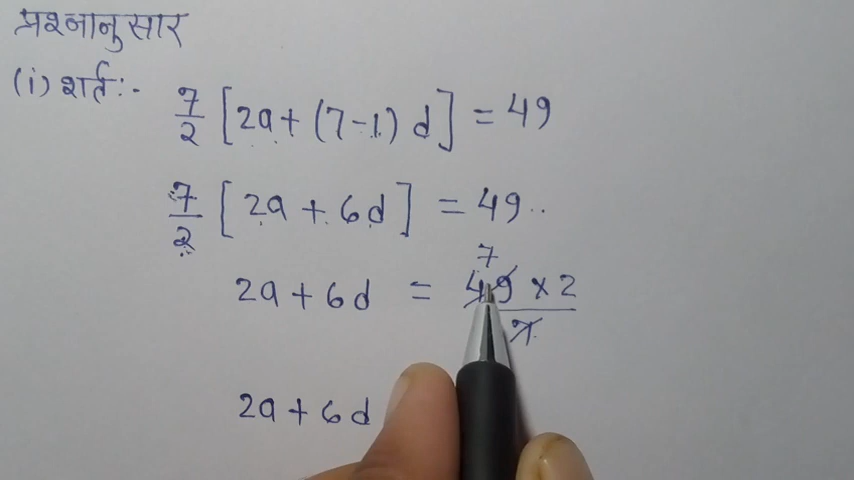 प्रश्नानुसार
(i) शर्तः-
7/2 [2a + (7-1) d] = 49
7/2 [2a + 6d] = 49..
7
2a + 6d = 49 × 2 / 7
2a + 6d